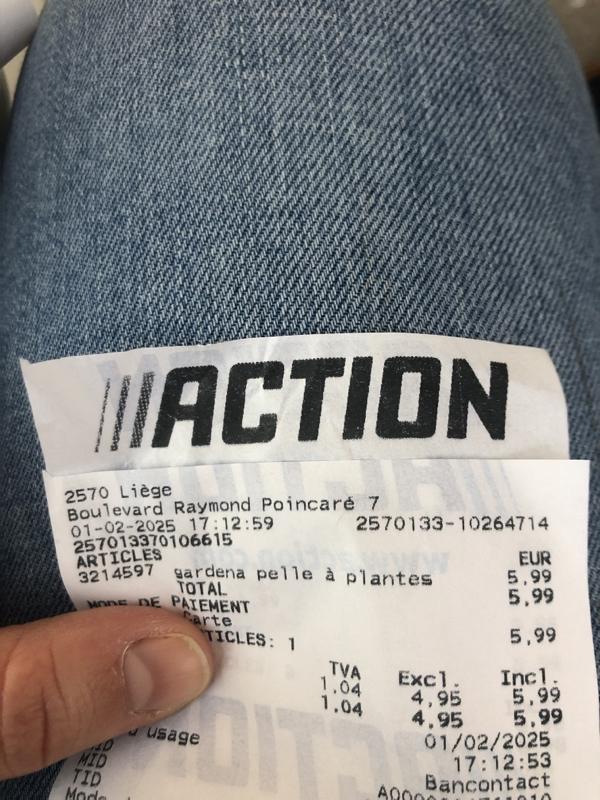 ACTION
2570 Liège
Boulevard Raymond Poincaré 7
01-02-2025 17:12:59 2570133-10264714
257013370106615
ARTICLES EUR
3214597 gardena pelle à plantes 5,99
TOTAL 5,99
MODE DE PAIEMENT
Carte 5,99
TICLES: 1
TVA Excl. Incl.
1.04 4,95 5,99
1.04 4,95 5,99
usage 01/02/2025
MID 17:12:53
TID Bancontact